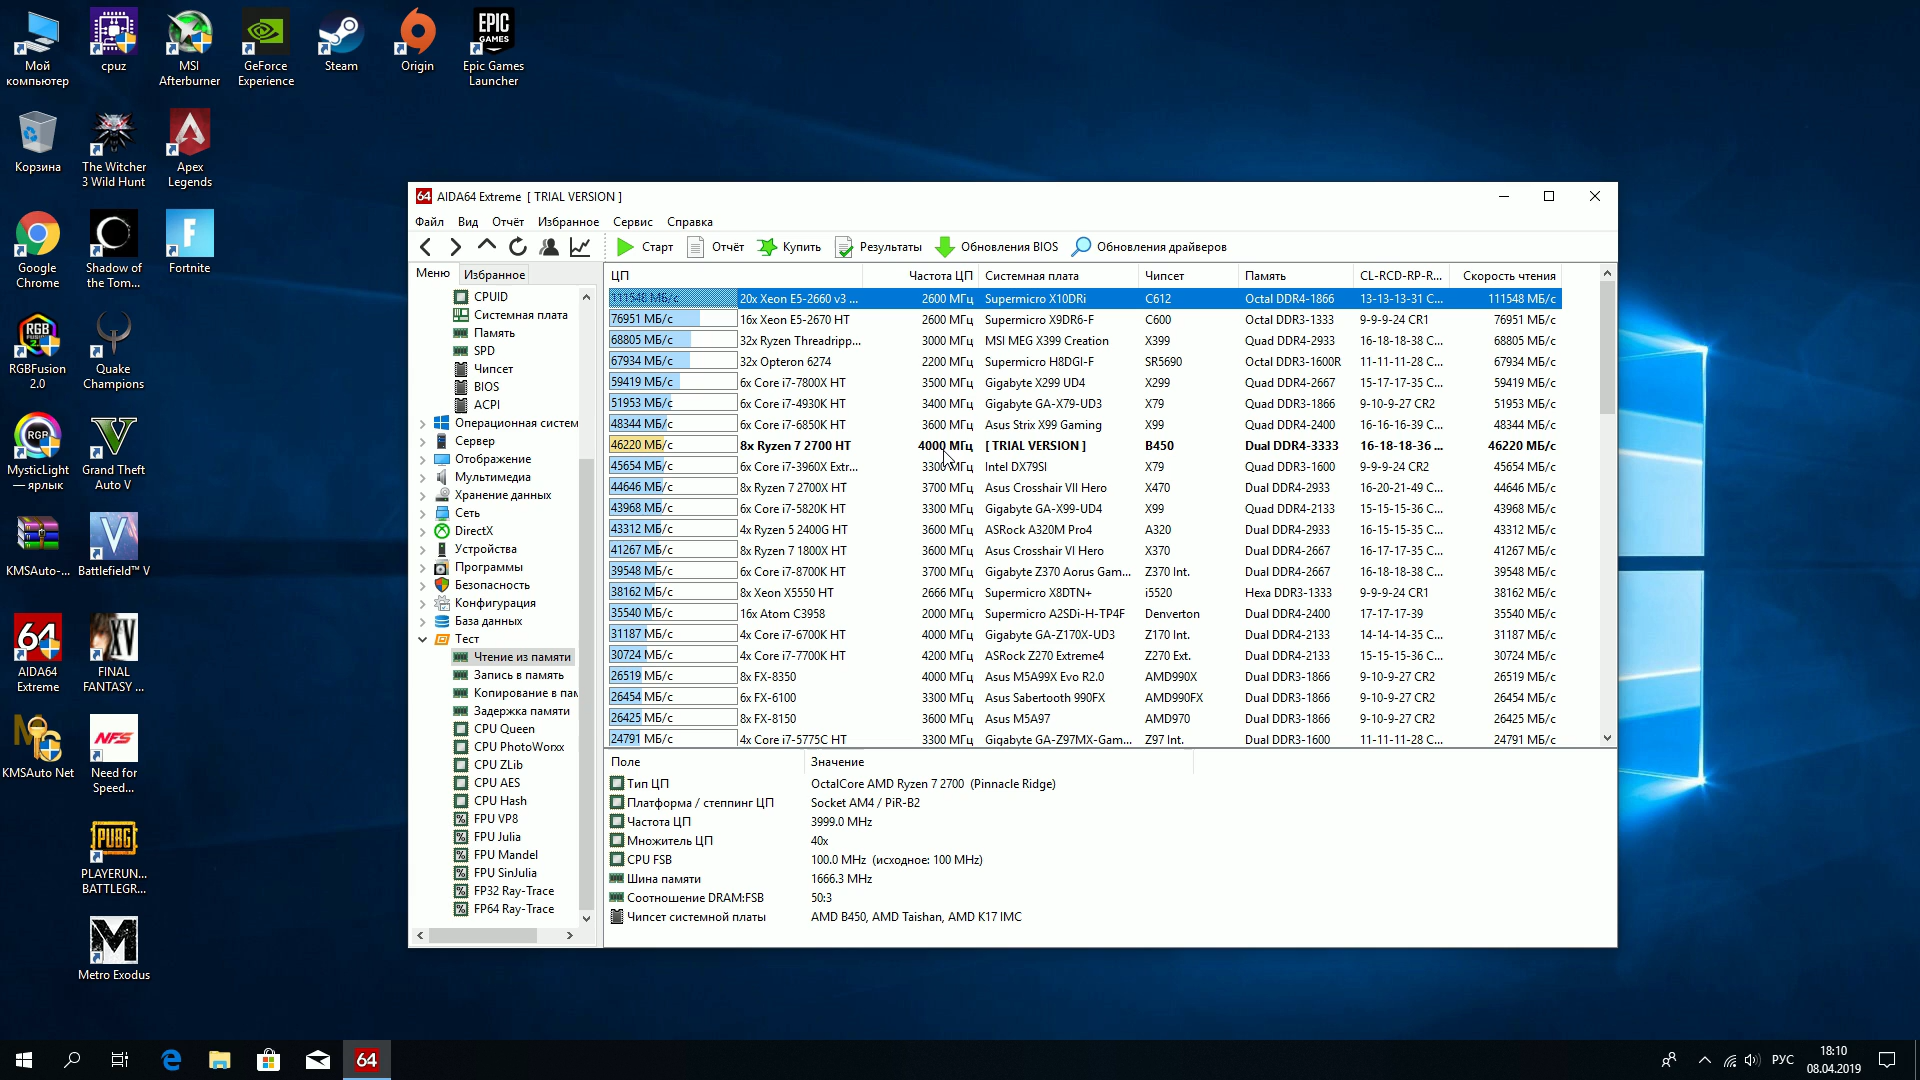 Мой компьютер
cpuz
MSI Afterburner
GeForce Experience
Steam
Origin
EPIC GAMES
Epic Games Launcher
Корзина
The Witcher 3 Wild Hunt
Apex Legends
Google Chrome
Shadow of the Tom...
Fortnite
RGB FUSION
RGBFusion 2.0
Quake Champions
RGB
MysticLight — ярлык
Grand Theft Auto V
KMSAuto-...
Battlefield™ V
64
AIDA64 Extreme
XV
FINAL FANTASY ...
KMSAuto Net
NFS
Need for Speed...
PUBG
PLAYERUN... BATTLEGR...
Metro Exodus
64 AIDA64 Extreme [ TRIAL VERSION ]
Файл Вид Отчёт Избранное Сервис Справка
Старт Отчёт Купить Результаты Обновления BIOS Обновления драйверов
Меню Избранное
CPUID
Системная плата
Память
SPD
Чипсет
BIOS
ACPI
Операционная систем
Сервер
Отображение
Мультимедиа
Хранение данных
Сеть
DirectX
Устройства
Программы
Безопасность
Конфигурация
База данных
Тест
Чтение из памяти
Запись в память
Копирование в пам
Задержка памяти
CPU Queen
CPU PhotoWorxx
CPU ZLib
CPU AES
CPU Hash
FPU VP8
FPU Julia
FPU Mandel
FPU SinJulia
FP32 Ray-Trace
FP64 Ray-Trace
ЦП Частота ЦП Системная плата Чипсет Память CL-RCD-RP-R... Скорость чтения
111548 МБ/с 20x Xeon E5-2660 v3 ... 2600 МГц Supermicro X10DRi C612 Octal DDR4-1866 13-13-13-31 C... 111548 МБ/с
76951 МБ/с 16x Xeon E5-2670 HT 2600 МГц Supermicro X9DR6-F C600 Octal DDR3-1333 9-9-9-24 CR1 76951 МБ/с
68805 МБ/с 32x Ryzen Threadripp... 3000 МГц MSI MEG X399 Creation X399 Quad DDR4-2933 16-18-18-38 C... 68805 МБ/с
67934 МБ/с 32x Opteron 6274 2200 МГц Supermicro H8DGI-F SR5690 Octal DDR3-1600R 11-11-11-28 C... 67934 МБ/с
59419 МБ/с 6x Core i7-7800X HT 3500 МГц Gigabyte X299 UD4 X299 Quad DDR4-2667 15-17-17-35 C... 59419 МБ/с
51953 МБ/с 6x Core i7-4930K HT 3400 МГц Gigabyte GA-X79-UD3 X79 Quad DDR3-1866 9-10-9-27 CR2 51953 МБ/с
48344 МБ/с 6x Core i7-6850K HT 3600 МГц Asus Strix X99 Gaming X99 Quad DDR4-2400 16-16-16-39 C... 48344 МБ/с
46220 МБ/с 8x Ryzen 7 2700 HT 4000 МГц [ TRIAL VERSION ] B450 Dual DDR4-3333 16-18-18-36 ... 46220 МБ/с
45654 МБ/с 6x Core i7-3960X Extr... 3300 МГц Intel DX79SI X79 Quad DDR3-1600 9-9-9-24 CR2 45654 МБ/с
44646 МБ/с 8x Ryzen 7 2700X HT 3700 МГц Asus Crosshair VII Hero X470 Dual DDR4-2933 16-20-21-49 C... 44646 МБ/с
43968 МБ/с 6x Core i7-5820K HT 3300 МГц Gigabyte GA-X99-UD4 X99 Quad DDR4-2133 15-15-15-36 C... 43968 МБ/с
43312 МБ/с 4x Ryzen 5 2400G HT 3600 МГц ASRock A320M Pro4 A320 Dual DDR4-2933 16-15-15-35 C... 43312 МБ/с
41267 МБ/с 8x Ryzen 7 1800X HT 3600 МГц Asus Crosshair VI Hero X370 Dual DDR4-2667 16-17-17-35 C... 41267 МБ/с
39548 МБ/с 6x Core i7-8700K HT 3700 МГц Gigabyte Z370 Aorus Gam... Z370 Int. Dual DDR4-2667 16-18-18-38 C... 39548 МБ/с
38162 МБ/с 8x Xeon X5550 HT 2666 МГц Supermicro X8DTN+ i5520 Hexa DDR3-1333 9-9-9-24 CR1 38162 МБ/с
35540 МБ/с 16x Atom C3958 2000 МГц Supermicro A2SDi-H-TP4F Denverton Dual DDR4-2400 17-17-17-39 35540 МБ/с
31187 МБ/с 4x Core i7-6700K HT 4000 МГц Gigabyte GA-Z170X-UD3 Z170 Int. Dual DDR4-2133 14-14-14-35 C... 31187 МБ/с
30724 МБ/с 4x Core i7-7700K HT 4200 МГц ASRock Z270 Extreme4 Z270 Ext. Dual DDR4-2133 15-15-15-36 C... 30724 МБ/с
26519 МБ/с 8x FX-8350 4000 МГц Asus M5A99X Evo R2.0 AMD990X Dual DDR3-1866 9-10-9-27 CR2 26519 МБ/с
26454 МБ/с 6x FX-6100 3300 МГц Asus Sabertooth 990FX AMD990FX Dual DDR3-1866 9-10-9-27 CR2 26454 МБ/с
26425 МБ/с 8x FX-8150 3600 МГц Asus M5A97 AMD970 Dual DDR3-1866 9-10-9-27 CR2 26425 МБ/с
24791 МБ/с 4x Core i7-5775C HT 3300 МГц Gigabyte GA-Z97MX-Gam... Z97 Int. Dual DDR3-1600 11-11-11-28 C... 24791 МБ/с
Поле Значение
Тип ЦП OctalCore AMD Ryzen 7 2700 (Pinnacle Ridge)
Платформа / степпинг ЦП Socket AM4 / PiR-B2
Частота ЦП 3999.0 MHz
Множитель ЦП 40x
CPU FSB 100.0 MHz (исходное: 100 MHz)
Шина памяти 1666.3 MHz
Соотношение DRAM:FSB 50:3
Чипсет системной платы AMD B450, AMD Taishan, AMD K17 IMC
64
РУС
18:10
08.04.2019